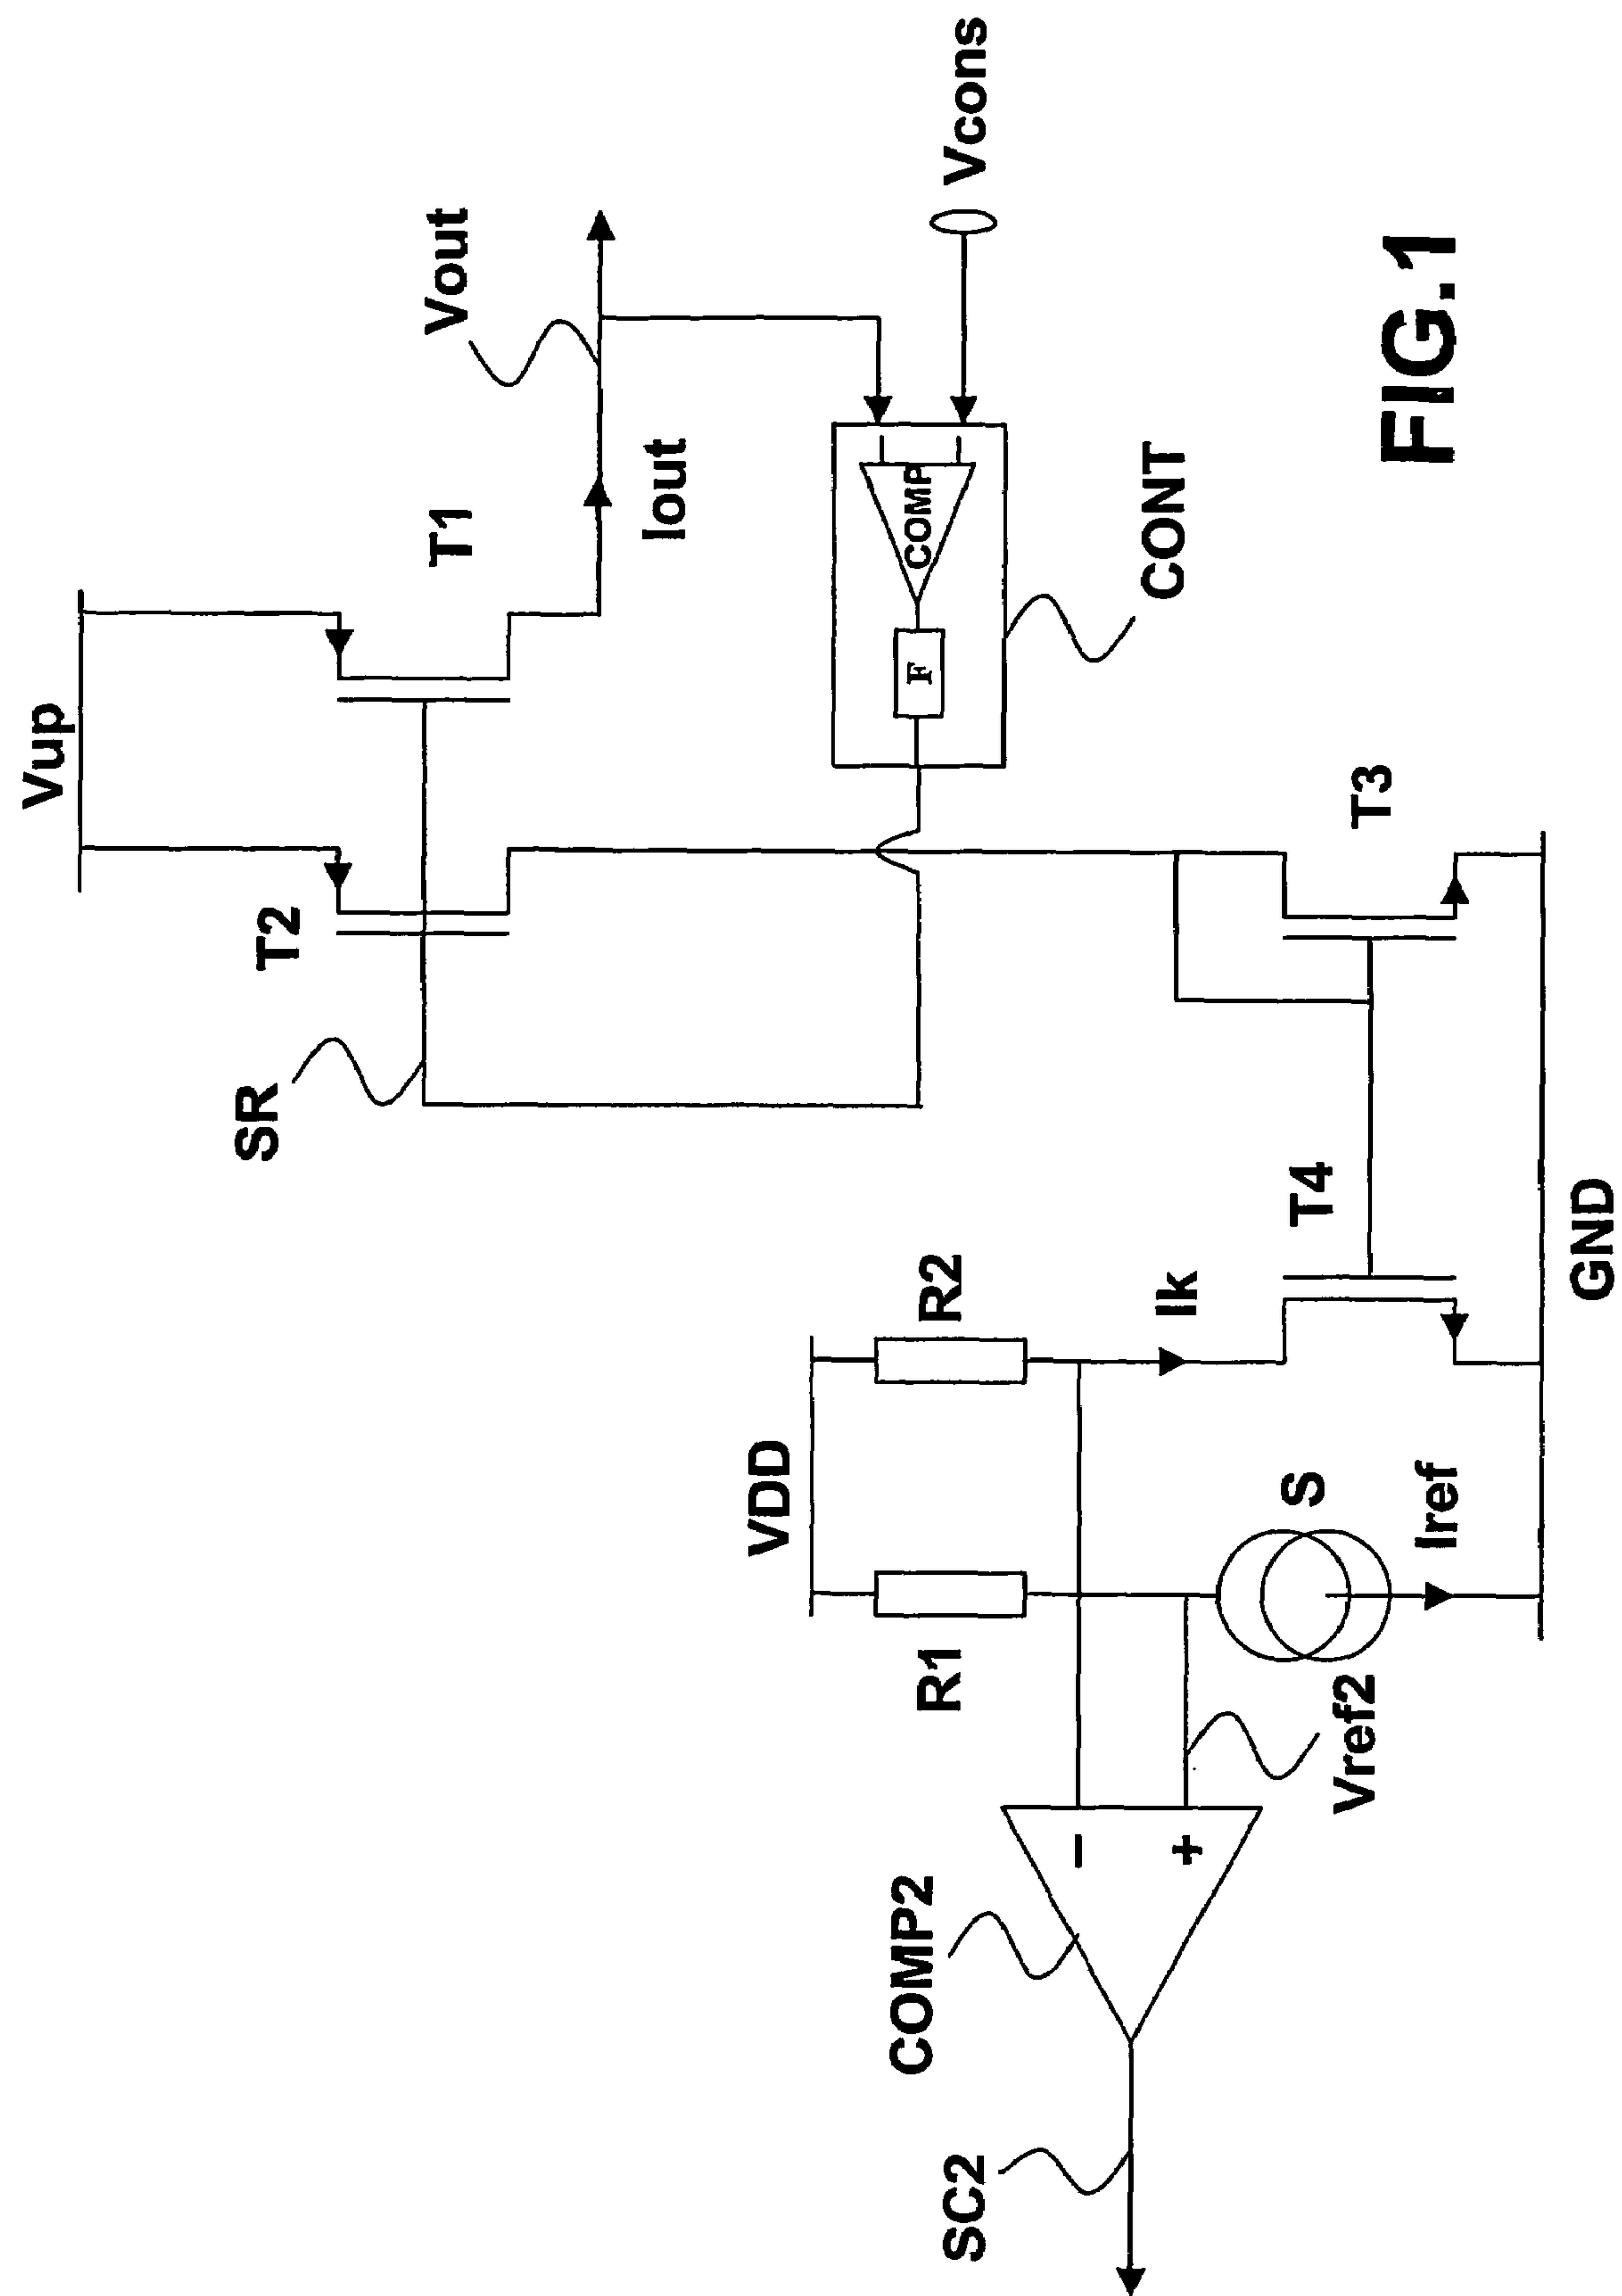 Vup
T2
T1
Vout
SR
Iout
VDD
R1
R2
COMP
F
Vcons
COMP2
−
+
Ik
T4
CONT
T3
SC2
Vref2
S
Iref
GND
FIG.1